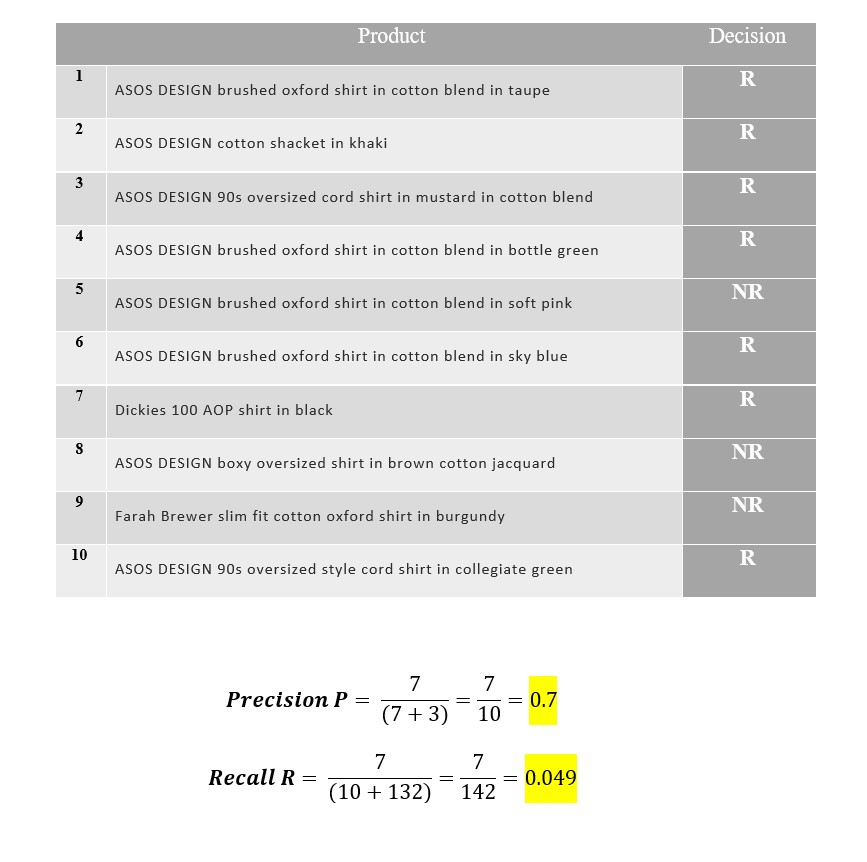 Product Decision
1 ASOS DESIGN brushed oxford shirt in cotton blend in taupe R
2 ASOS DESIGN cotton shacket in khaki R
3 ASOS DESIGN 90s oversized cord shirt in mustard in cotton blend R
4 ASOS DESIGN brushed oxford shirt in cotton blend in bottle green R
5 ASOS DESIGN brushed oxford shirt in cotton blend in soft pink NR
6 ASOS DESIGN brushed oxford shirt in cotton blend in sky blue R
7 Dickies 100 AOP shirt in black R
8 ASOS DESIGN boxy oversized shirt in brown cotton jacquard NR
9 Farah Brewer slim fit cotton oxford shirt in burgundy NR
10 ASOS DESIGN 90s oversized style cord shirt in collegiate green R
Precision P = 7/(7 + 3) = 7/10 = 0.7
Recall R = 7/(10 + 132) = 7/142 = 0.049